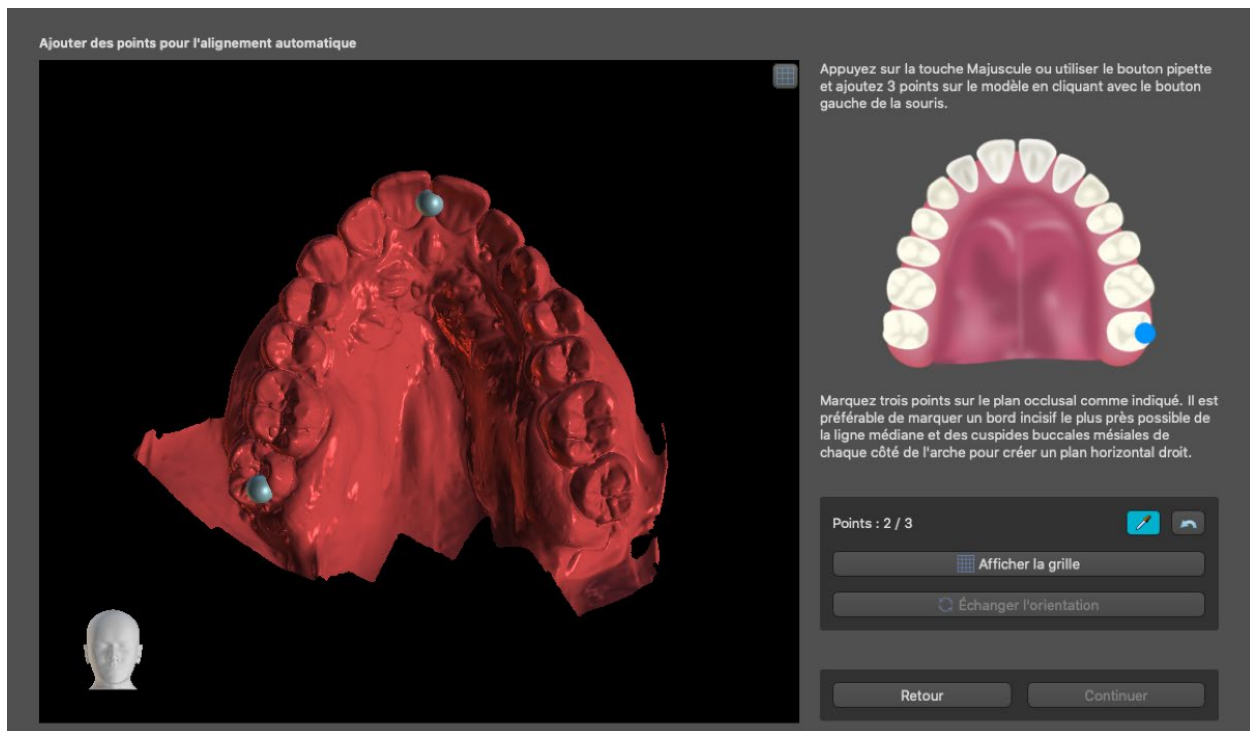 Ajouter des points pour l'alignement automatique
Appuyez sur la touche Majuscule ou utiliser le bouton pipette
et ajoutez 3 points sur le modèle en cliquant avec le bouton
gauche de la souris.
Marquez trois points sur le plan occlusal comme indiqué. Il est
préférable de marquer un bord incisif le plus près possible de
la ligne médiane et des cuspides buccales mésiales de
chaque côté de l'arche pour créer un plan horizontal droit.
Points : 2 / 3
Afficher la grille
Échanger l'orientation
Retour
Continuer